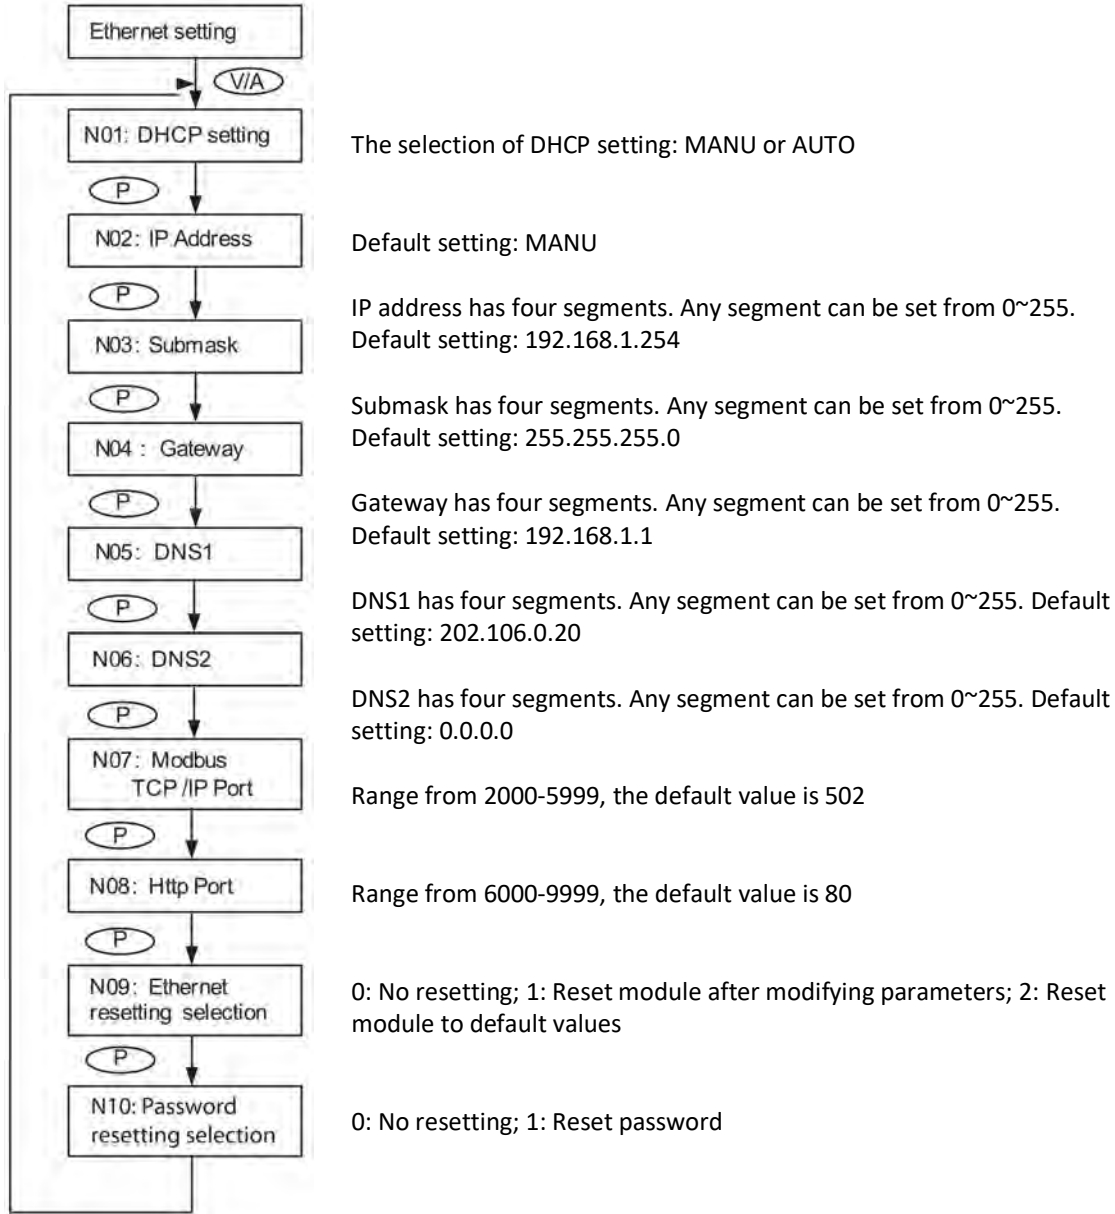 Ethernet setting
V/A
N01: DHCP setting
The selection of DHCP setting: MANU or AUTO
P
N02: IP Address
Default setting: MANU
P
IP address has four segments. Any segment can be set from 0~255.
Default setting: 192.168.1.254
N03: Submask
P
Submask has four segments. Any segment can be set from 0~255.
Default setting: 255.255.255.0
N04 : Gateway
P
Gateway has four segments. Any segment can be set from 0~255.
Default setting: 192.168.1.1
N05: DNS1
P
DNS1 has four segments. Any segment can be set from 0~255. Default
setting: 202.106.0.20
N06: DNS2
P
DNS2 has four segments. Any segment can be set from 0~255. Default
setting: 0.0.0.0
N07: Modbus
TCP /IP Port
Range from 2000-5999, the default value is 502
P
N08: Http Port
Range from 6000-9999, the default value is 80
P
N09: Ethernet
resetting selection
0: No resetting; 1: Reset module after modifying parameters; 2: Reset
module to default values
P
N10: Password
resetting selection
0: No resetting; 1: Reset password